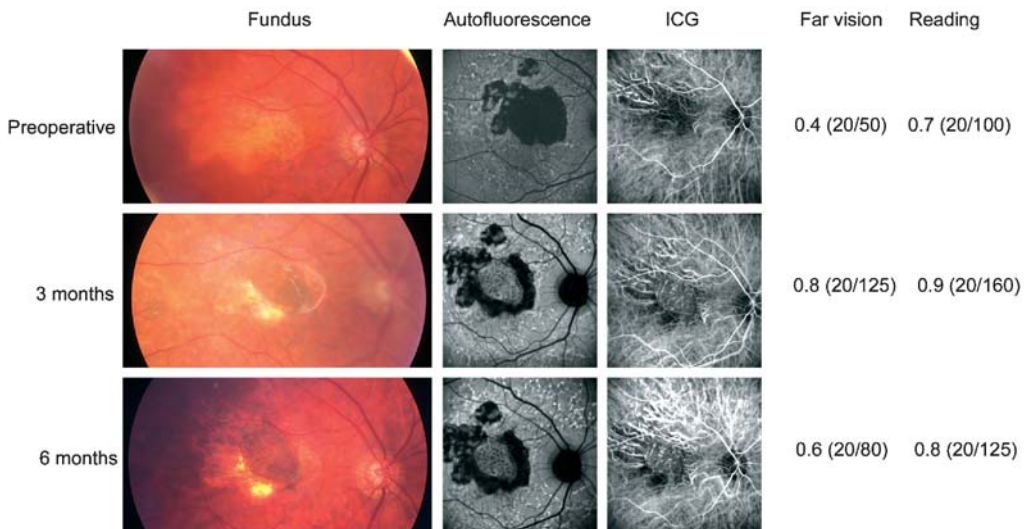 Fundus Autofluorescence ICG Far vision Reading
Preoperative 0.4 (20/50) 0.7 (20/100)
3 months 0.8 (20/125) 0.9 (20/160)
6 months 0.6 (20/80) 0.8 (20/125)